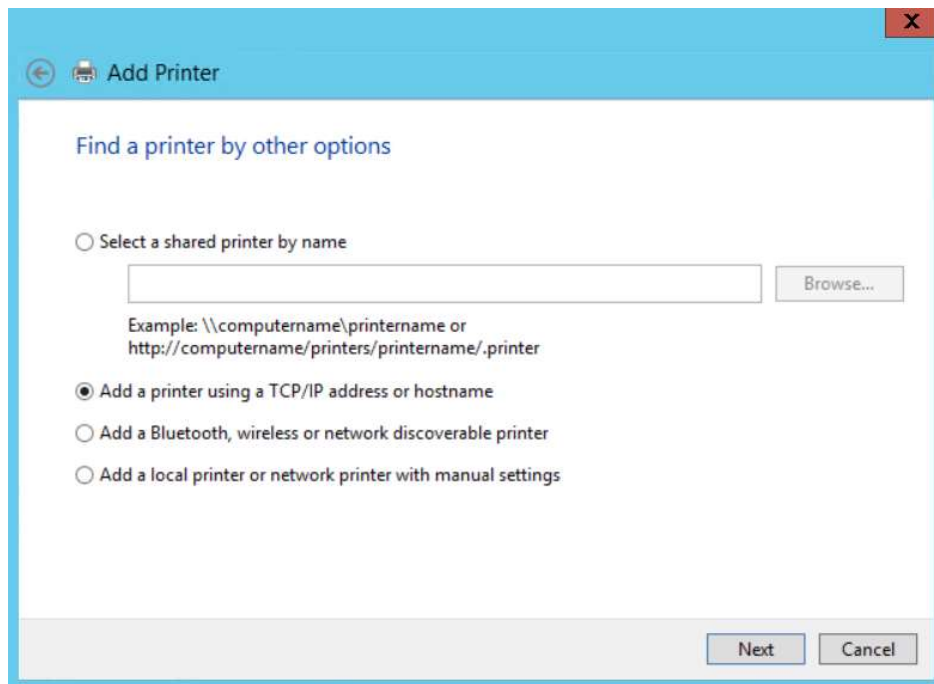 X
Add Printer
Find a printer by other options
Select a shared printer by name
Browse...
Example: \\computername\printername or
http://computername/printers/printername/.printer
Add a printer using a TCP/IP address or hostname
Add a Bluetooth, wireless or network discoverable printer
Add a local printer or network printer with manual settings
Next
Cancel